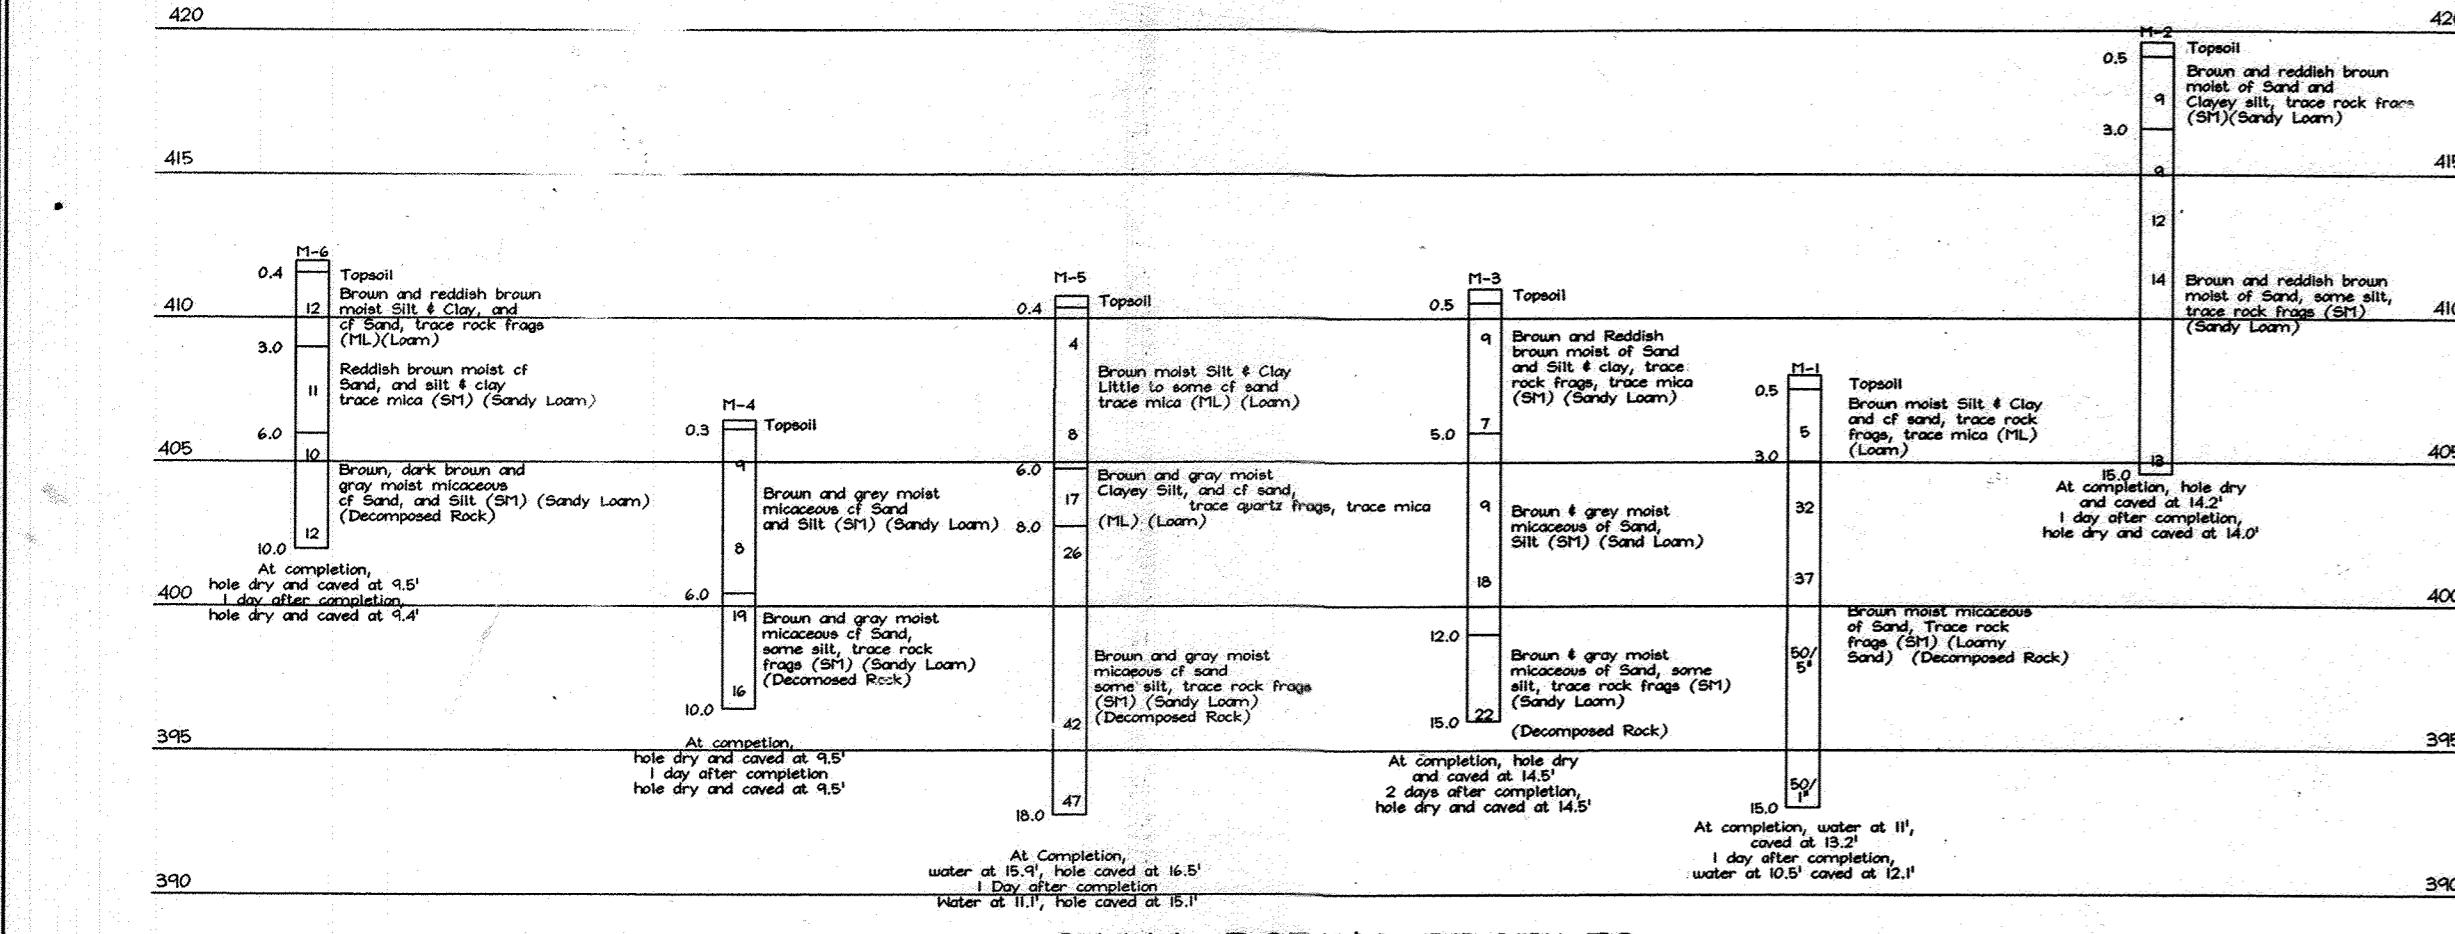 420
415
410
405
400
395
390
M-6
0.4
Topsoil
Brown and reddish brown
moist Silt & Clay, and
cf Sand, trace rock frags
(ML)(Loam)
12
3.0
Reddish brown moist cf
Sand, and silt & clay
trace mica (SM) (Sandy Loam)
11
6.0
10
Brown, dark brown and
gray moist micaceous
cf Sand, and Silt (SM) (Sandy Loam)
(Decomposed Rock)
12
10.0
At completion,
hole dry and caved at 9.5'
1 day after completion,
hole dry and caved at 9.4'
M-4
0.3
Topsoil
9
Brown and grey moist
micaceous cf Sand
and Silt (SM) (Sandy Loam)
8
6.0
19
Brown and gray moist
micaceous cf Sand,
some silt, trace rock
frags (SM) (Sandy Loam)
(Decomosed Rock)
16
10.0
At competion,
hole dry and caved at 9.5'
1 day after completion
hole dry and caved at 9.5'
M-5
0.4
Topsoil
4
Brown moist Silt & Clay
Little to some cf sand
trace mica (ML) (Loam)
8
6.0
Brown and gray moist
Clayey Silt, and cf sand,
trace quartz frags, trace mica
(ML) (Loam)
17
8.0
26
Brown and gray moist
micaeous cf sand
some silt, trace rock frags
(SM) (Sandy Loam)
(Decomposed Rock)
42
47
18.0
At Completion,
water at 15.9', hole caved at 16.5'
1 Day after completion
Water at 11.1', hole caved at 15.1'
M-3
0.5
Topsoil
9
Brown and Reddish
brown moist of Sand
and Silt & clay, trace
rock frags, trace mica
(SM) (Sandy Loam)
7
5.0
9
Brown & grey moist
micaceous of Sand,
Silt (SM) (Sand Loam)
18
12.0
Brown & gray moist
micaceous of Sand, some
silt, trace rock frags (SM)
(Sandy Loam)
(Decomposed Rock)
22
15.0
At completion, hole dry
and caved at 14.5'
2 days after completion,
hole dry and caved at 14.5'
M-1
0.5
Topsoil
Brown moist Silt & Clay
and cf sand, trace rock
frags, trace mica (ML)
(Loam)
5
3.0
32
37
Brown moist micaceous
of Sand, Trace rock
frags (SM) (Loamy
Sand) (Decomposed Rock)
50/
5"
50/
1"
15.0
At completion, water at 11',
caved at 13.2'
1 day after completion,
water at 10.5' caved at 12.1'
M-2
0.5
Topsoil
Brown and reddish brown
moist of Sand and
Clayey silt, trace rock frags
(SM)(Sandy Loam)
9
3.0
9
12
14
Brown and reddish brown
moist of Sand, some silt,
trace rock frags (SM)
(Sandy Loam)
13
15.0
At completion, hole dry
and caved at 14.2'
1 day after completion,
hole dry and caved at 14.0'
415
410
405
400
395
390